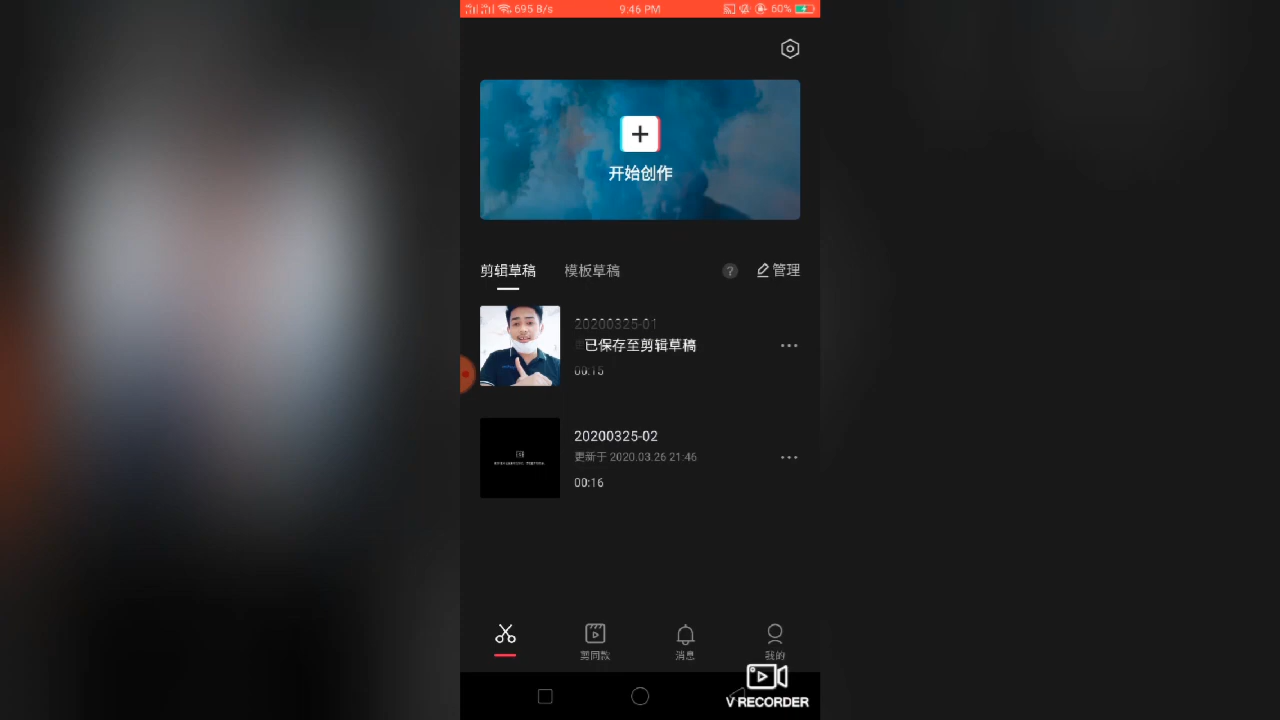 695 B/s
9:46 PM
60%
开始创作
剪辑草稿
模板草稿
?
管理
20200325-01
已保存至剪辑草稿
00:15
20200325-02
更新于 2020.03.26 21:46
00:16
剪同款
消息
我的
V RECORDER